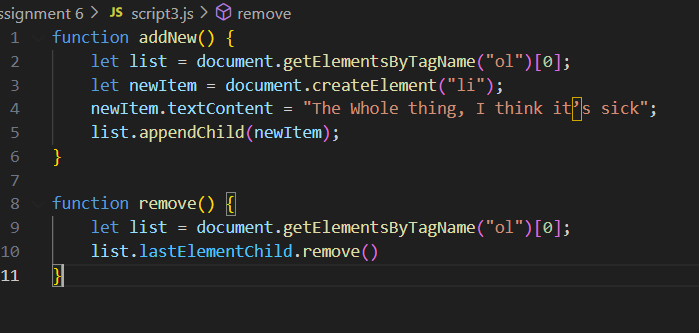 ssignment 6 > JS script3.js > remove
1 function addNew() {
2 let list = document.getElementsByTagName("ol")[0];
3 let newItem = document.createElement("li");
4 newItem.textContent = "The Whole thing, I think it’s sick";
5 list.appendChild(newItem);
6 }
7
8 function remove() {
9 let list = document.getElementsByTagName("ol")[0];
10 list.lastElementChild.remove()
11 }